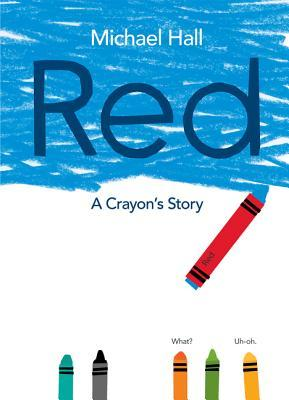 Michael Hall
Red
A Crayon's Story
Red
What?
Uh-oh.